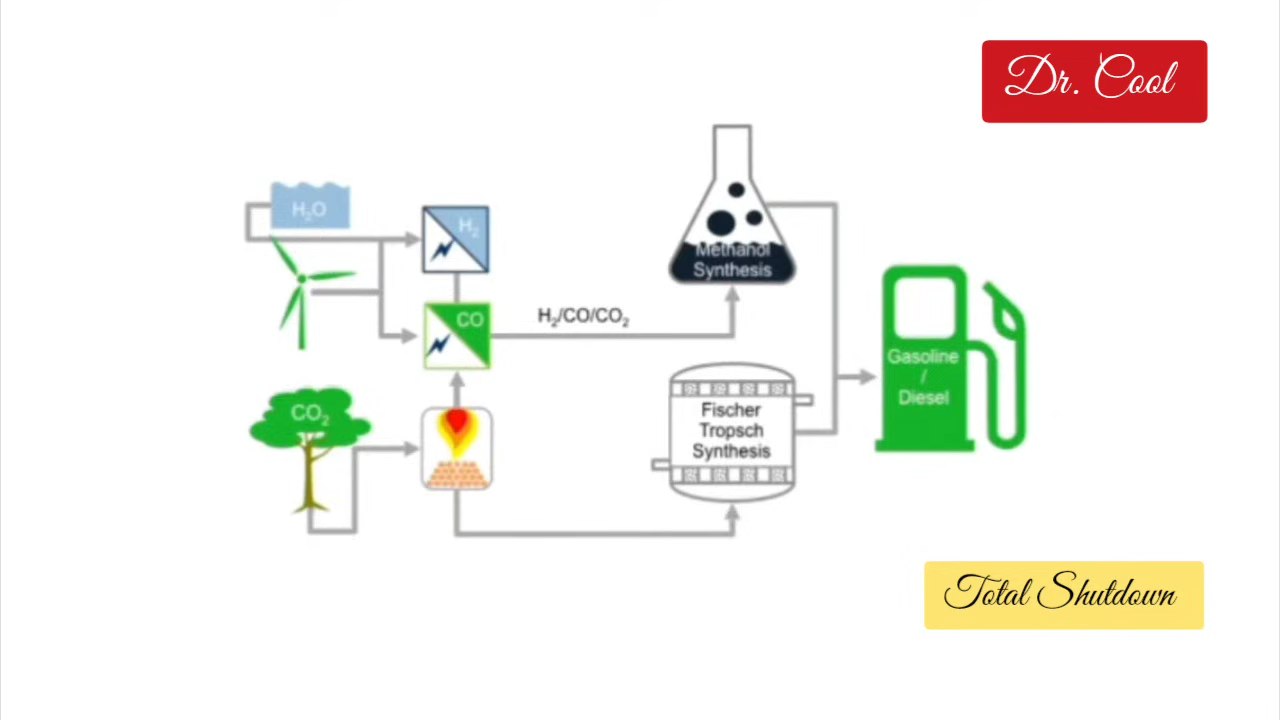 Dr. Cool
H₂O
H₂
CO
H₂/CO/CO₂
Methanol
Synthesis
CO₂
Fischer
Tropsch
Synthesis
Gasoline
/
Diesel
Total Shutdown